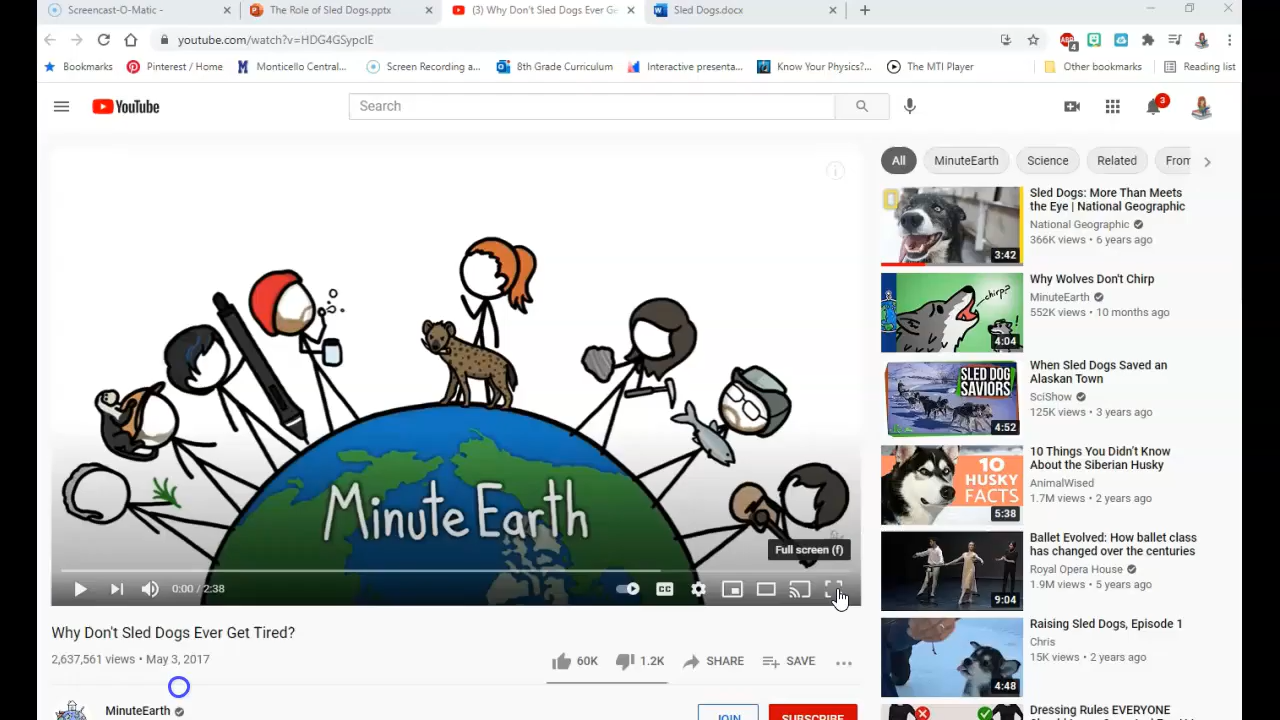 Screencast-O-Matic -
The Role of Sled Dogs.pptx
(3) Why Don't Sled Dogs Ever Ge
Sled Dogs.docx
youtube.com/watch?v=HDG4GSypcIE
ABP
4
Bookmarks
Pinterest / Home
Monticello Central...
Screen Recording a...
8th Grade Curriculum
Interactive presenta...
Know Your Physics?...
The MTI Player
Other bookmarks
Reading list
YouTube
Search
3
All
MinuteEarth
Science
Related
From
Minute Earth
Full screen (f)
0:00 / 2:38
CC
Why Don't Sled Dogs Ever Get Tired?
2,637,561 views • May 3, 2017
60K
1.2K
SHARE
SAVE
MinuteEarth
JOIN
SUBSCRIBE
3:42
Sled Dogs: More Than Meets
the Eye | National Geographic
National Geographic
366K views • 6 years ago
chirp?
4:04
Why Wolves Don't Chirp
MinuteEarth
552K views • 10 months ago
SLED DOG
SAVIORS
4:52
When Sled Dogs Saved an
Alaskan Town
SciShow
125K views • 3 years ago
10
HUSKY
FACTS
5:38
10 Things You Didn't Know
About the Siberian Husky
AnimalWised
1.7M views • 2 years ago
9:04
Ballet Evolved: How ballet class
has changed over the centuries
Royal Opera House
1.9M views • 5 years ago
4:48
Raising Sled Dogs, Episode 1
Chris
15K views • 2 years ago
Dressing Rules EVERYONE